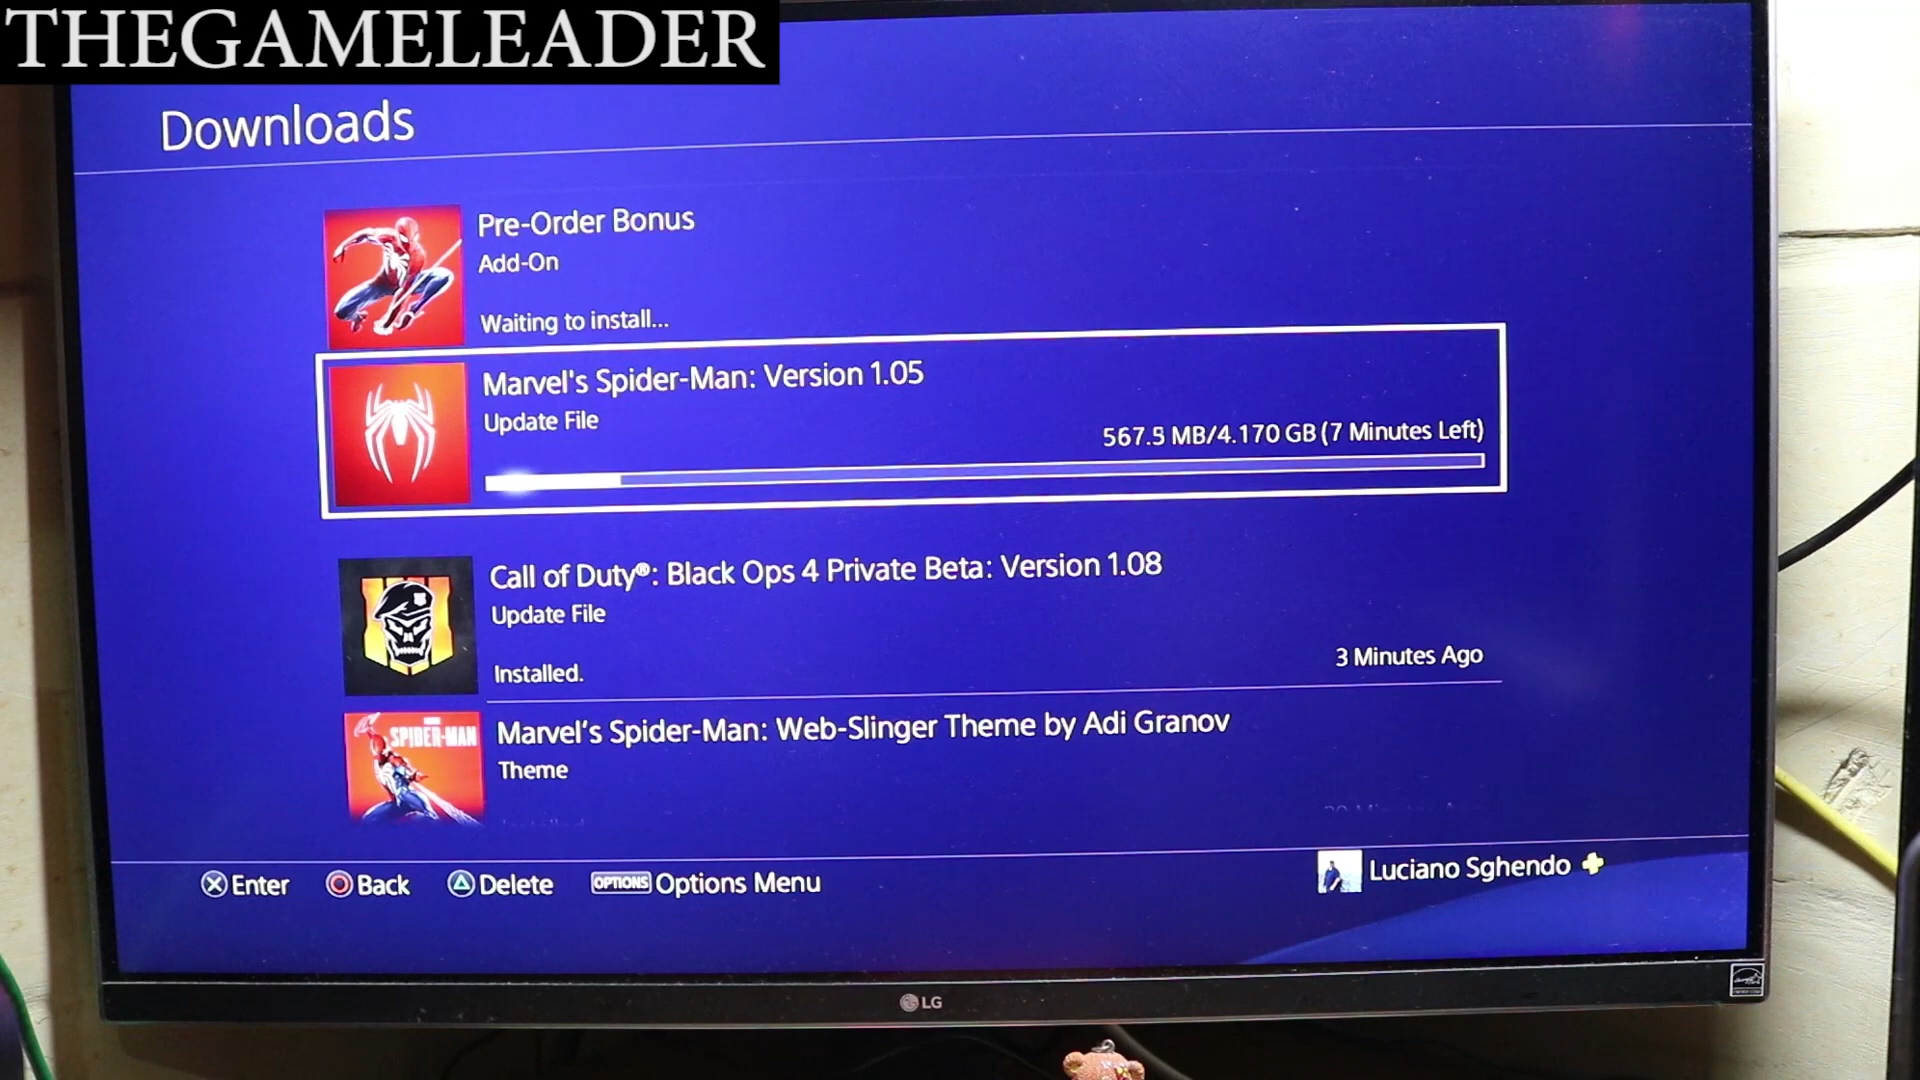 THEGAMELEADER
Downloads
Pre-Order Bonus
Add-On
Waiting to install...
Marvel's Spider-Man: Version 1.05
Update File
567.5 MB/4.170 GB (7 Minutes Left)
Call of Duty®: Black Ops 4 Private Beta: Version 1.08
Update File
3 Minutes Ago
Installed.
SPIDER-MAN
Marvel's Spider-Man: Web-Slinger Theme by Adi Granov
Theme
Enter Back Delete OPTIONS Options Menu
Luciano Sghendo
LG